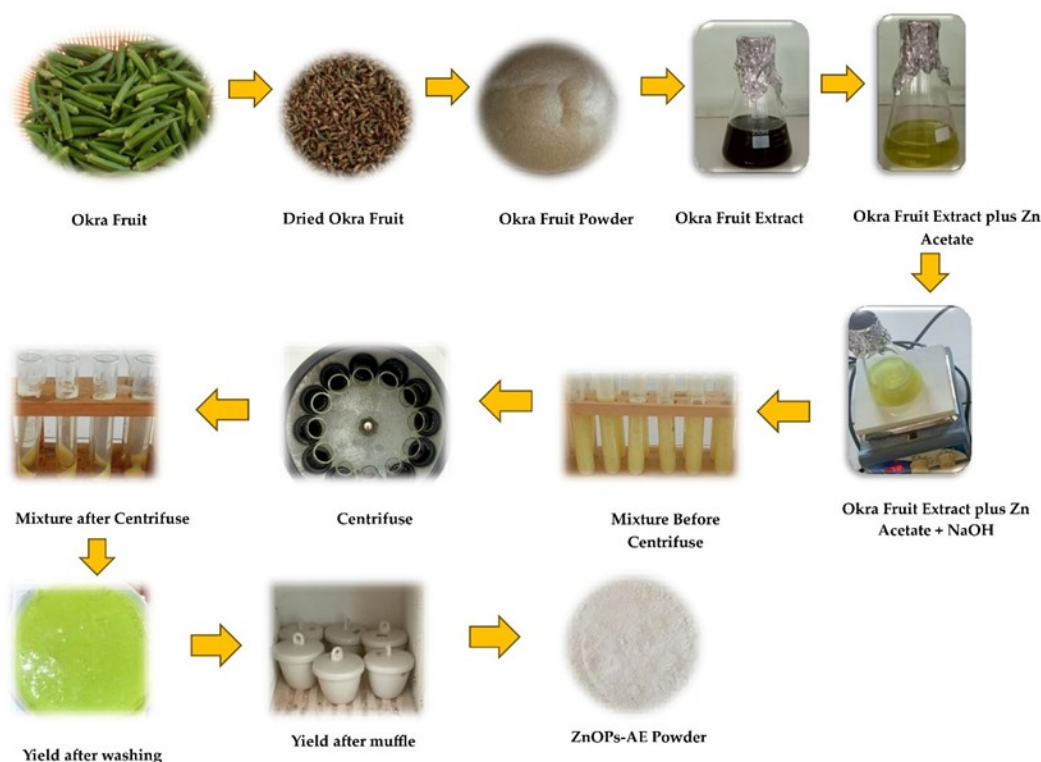 Okra Fruit
Dried Okra Fruit
Okra Fruit Powder
Okra Fruit Extract
Okra Fruit Extract plus Zn
Acetate
Okra Fruit Extract plus Zn
Acetate + NaOH
Mixture Before
Centrifuse
Centrifuse
Mixture after Centrifuse
Yield after washing
Yield after muffle
ZnOPs-AE Powder